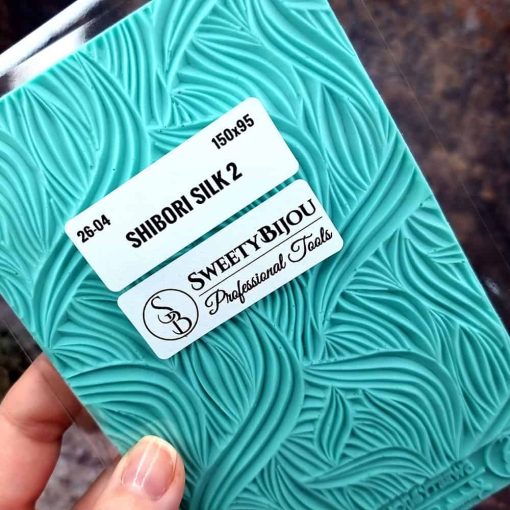 26-04
150x95
SHIBORI SILK 2
SB
SWEETYBIJOU
Professional Tools